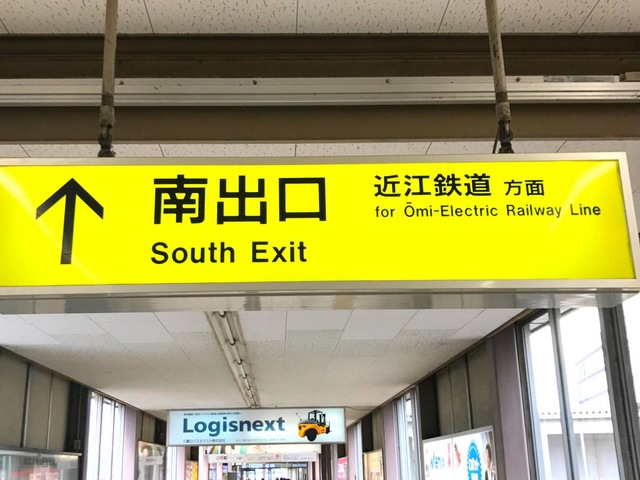 南出口
South Exit
近江鉄道 方面
for Ōmi-Electric Railway Line
Logisnext